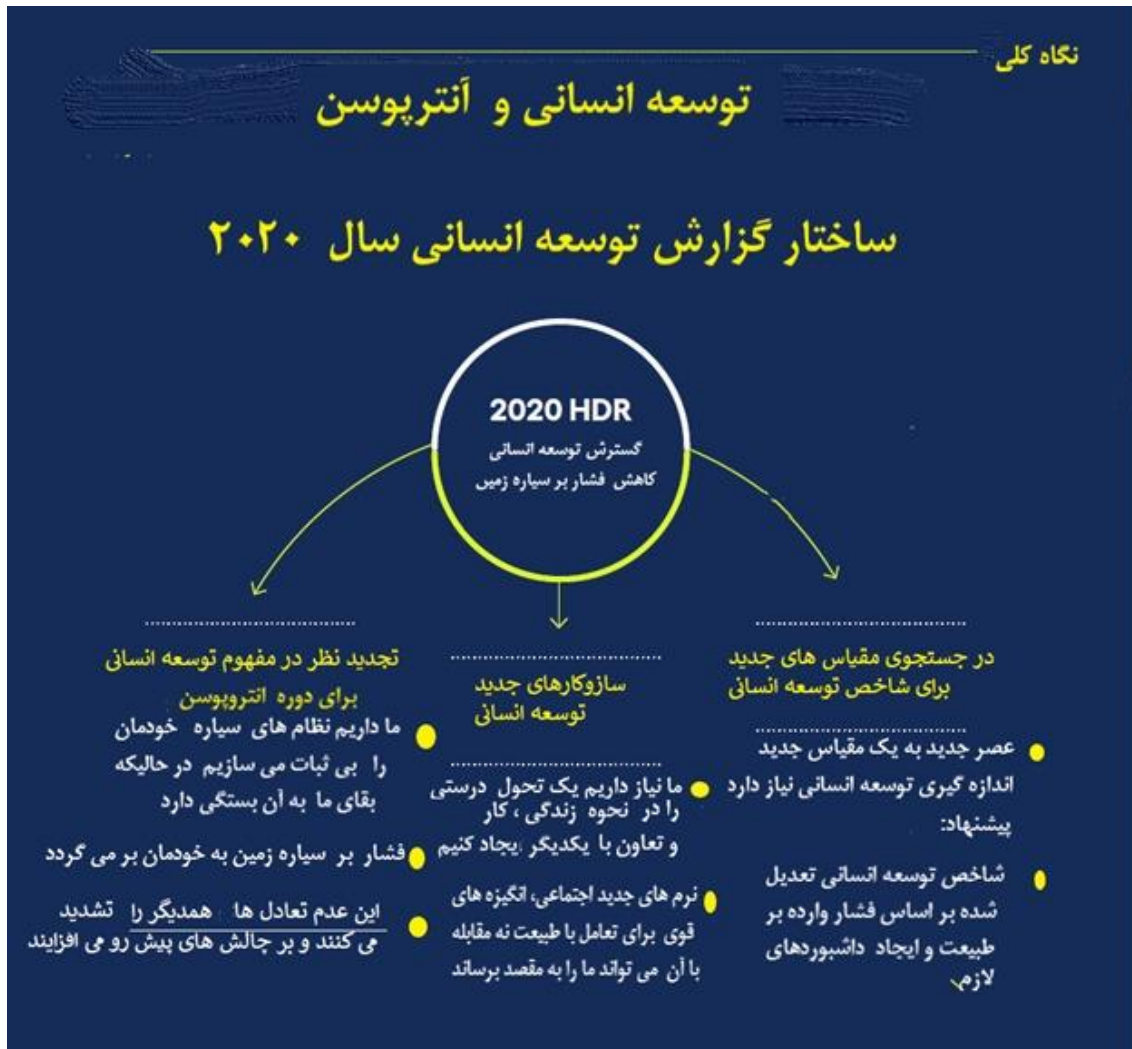 نگاه کلی
توسعه انسانی و آنترپوسن
ساختار گزارش توسعه انسانی سال ۲۰۲۰
2020 HDR
گسترش توسعه انسانی
کاهش فشار بر سیاره زمین
در جستجوی مقیاس های جدید
برای شاخص توسعه انسانی
عصر جدید به یک مقیاس جدید
اندازه گیری توسعه انسانی نیاز دارد
پیشنهاد:
شاخص توسعه انسانی تعدیل
شده بر اساس فشار وارده بر
طبیعت و ایجاد داشبوردهای
لازم
سازوکارهای جدید
توسعه انسانی
ما نیاز داریم یک تحول درستی
را در نحوه زندگی، کار
و تعاون با یکدیگر ایجاد کنیم
نرم های جدید اجتماعی، انگیزه های
قوی برای تعامل با طبیعت نه مقابله
با آن می تواند ما را به مقصد برساند
تجدید نظر در مفهوم توسعه انسانی
برای دوره انتروپوسن
ما داریم نظام های سیاره خودمان
را بی ثبات می سازیم در حالیکه
بقای ما به آن بستگی دارد
فشار بر سیاره زمین به خودمان بر می گردد
این عدم تعادل ها همدیگر را تشدید
می کنند و بر چالش های پیش رو می افزایند